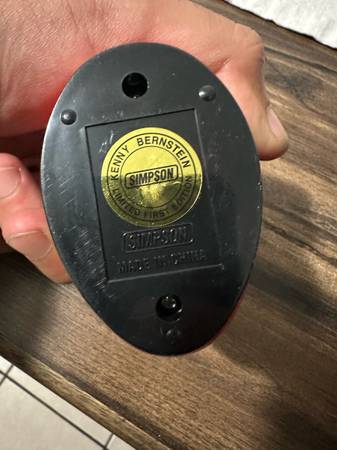 KENNY BERNSTEIN
SIMPSON
LIMITED FIRST EDITION
SIMPSON
MADE IN CHINA